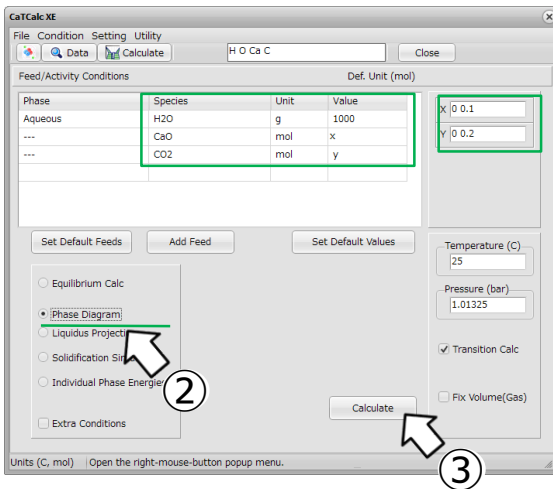 CaTCalc XE
File Condition Setting Utility
Data Calculate H O Ca C Close
Feed/Activity Conditions Def. Unit (mol)
Phase Species Unit Value
Aqueous H2O g 1000
--- CaO mol x
--- CO2 mol y
X 0 0.1
Y 0 0.2
Set Default Feeds Add Feed Set Default Values
Temperature (C)
25
Pressure (bar)
1.01325
Equilibrium Calc
Phase Diagram
Liquidus Projecti
Solidification Si
Individual Phase Energie
Extra Conditions
②
Transition Calc
Fix Volume(Gas)
Calculate
③
Units (C, mol) Open the right-mouse-button popup menu.